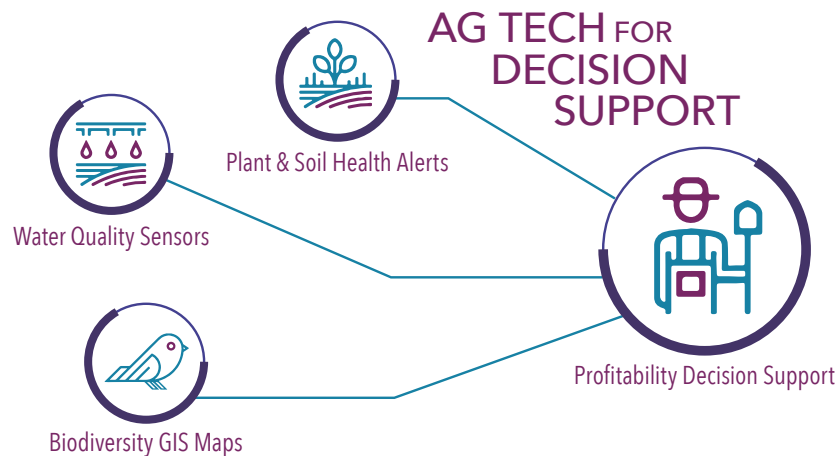 AG TECH FOR
DECISION
SUPPORT
Plant & Soil Health Alerts
Water Quality Sensors
Profitability Decision Support
Biodiversity GIS Maps